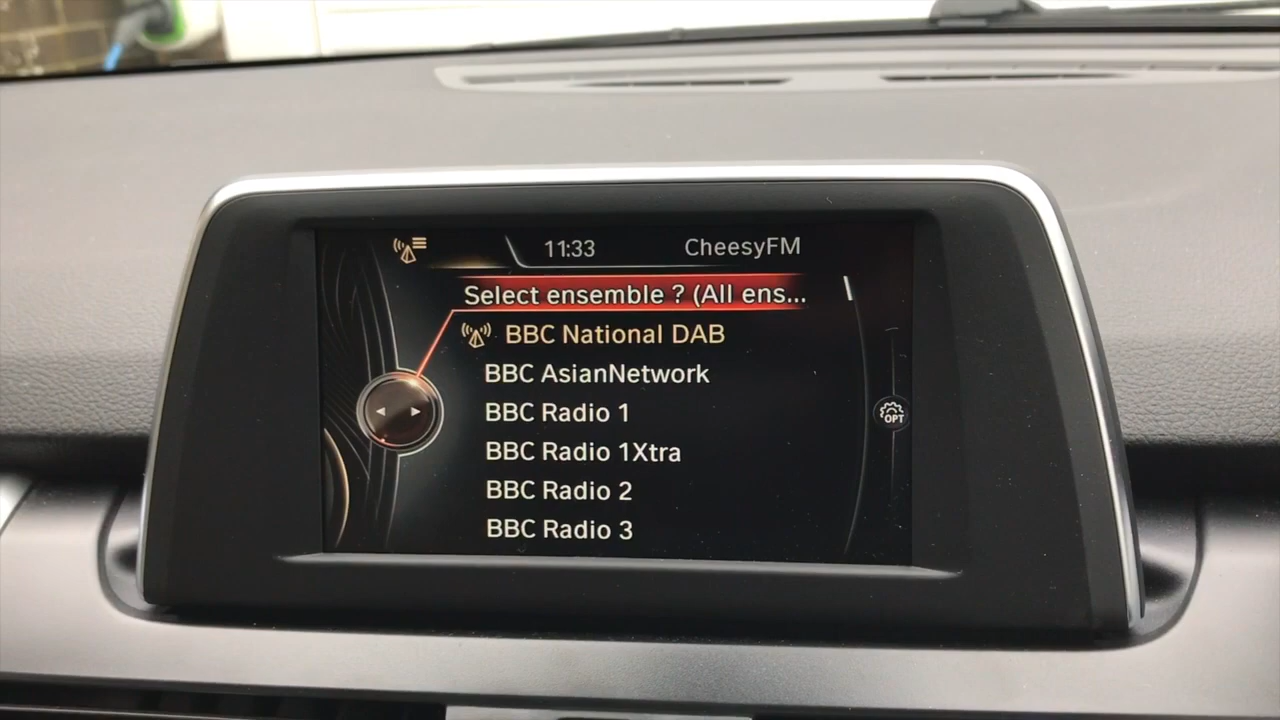 11:33 CheesyFM
Select ensemble ? (All ens...
BBC National DAB
BBC AsianNetwork
BBC Radio 1
BBC Radio 1Xtra
OPT
BBC Radio 2
BBC Radio 3